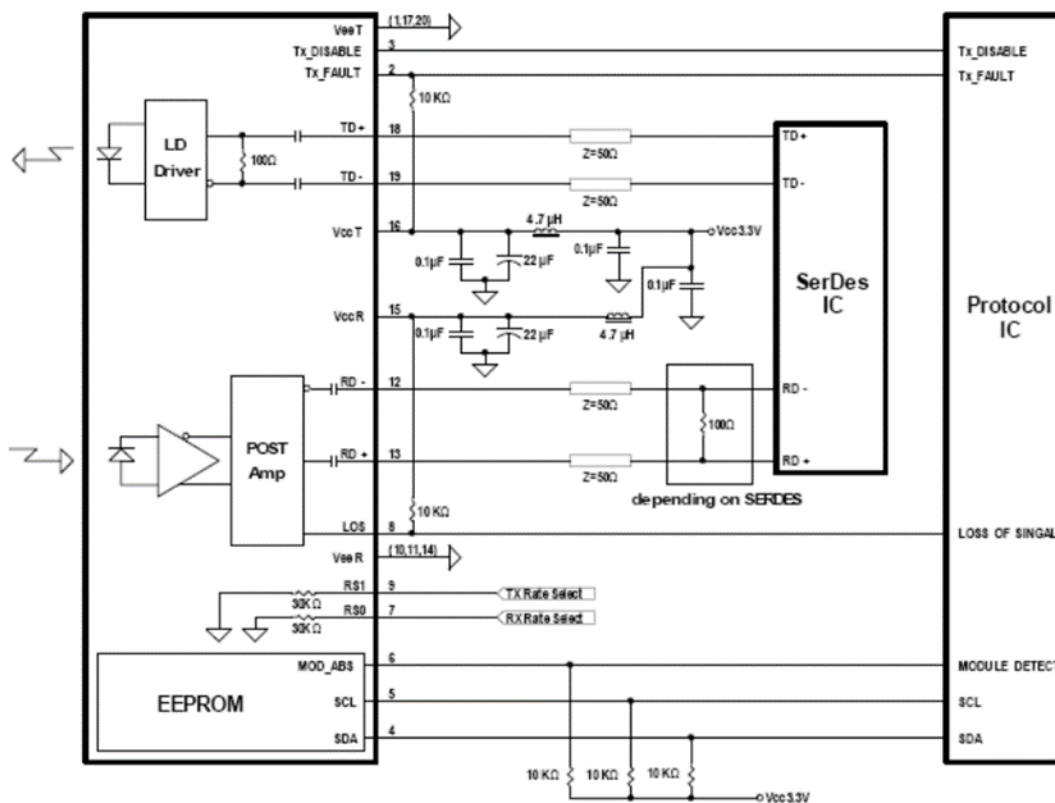 VeeT (1,17,20)
Tx_DISABLE 3 Tx_DISABLE
Tx_FAULT 2 Tx_FAULT
10 KΩ
LD Driver
100Ω
TD+ 18 Z=50Ω TD+
TD- 19 Z=50Ω TD-
VccT 16 4.7 µH Vcc3.3V
0.1µF 22 µF 0.1µF 0.1µF
SerDes IC
Protocol IC
VccR 15
0.1µF 22 µF 4.7 µH
RD - 12 Z=50Ω RD -
100Ω
POST Amp
RD + 13 Z=50Ω RD +
depending on SERDES
10 KΩ
LOS 8 LOSS OF SINGAL
VeeR (10,11,14)
RS1 9 TX Rate Select
30KΩ
RS0 7 RX Rate Select
30KΩ
MOD_ABS 6 MODULE DETECT
EEPROM
SCL 5 SCL
SDA 4 SDA
10 KΩ 10 KΩ 10 KΩ
Vcc3.3V